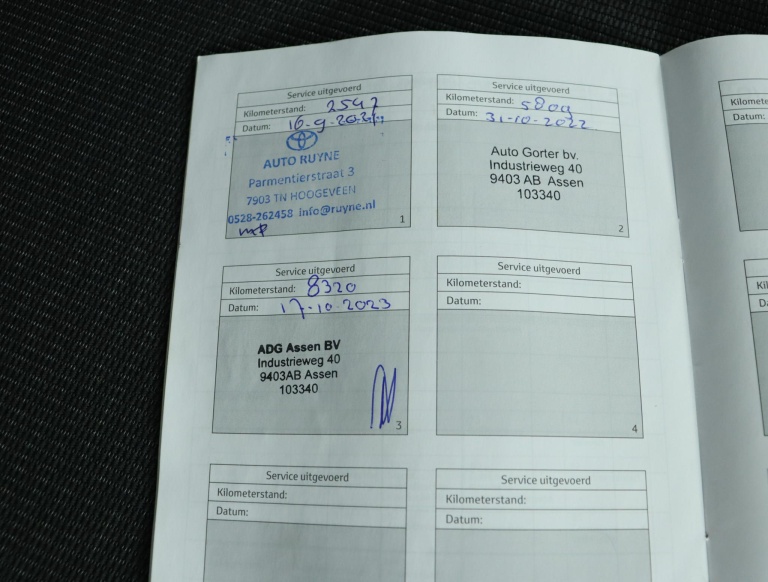 Service uitgevoerd
Kilometerstand: 2547
Datum: 16-9-2021
AUTO RUYNE
Parmentierstraat 3
7903 TN HOOGEVEEN
0528-262458 info@ruyne.nl
1
Service uitgevoerd
Kilometerstand: 5809
Datum: 31-10-2022
Auto Gorter bv.
Industrieweg 40
9403 AB Assen
103340
2
Service uitgevoerd
Kilometerstand: 8320
Datum: 17-10-2023
ADG Assen BV
Industrieweg 40
9403AB Assen
103340
3
Service uitgevoerd
Kilometerstand:
Datum:
4
Service uitgevoerd
Kilometerstand:
Datum:
Service uitgevoerd
Kilometerstand:
Datum:
Datum: